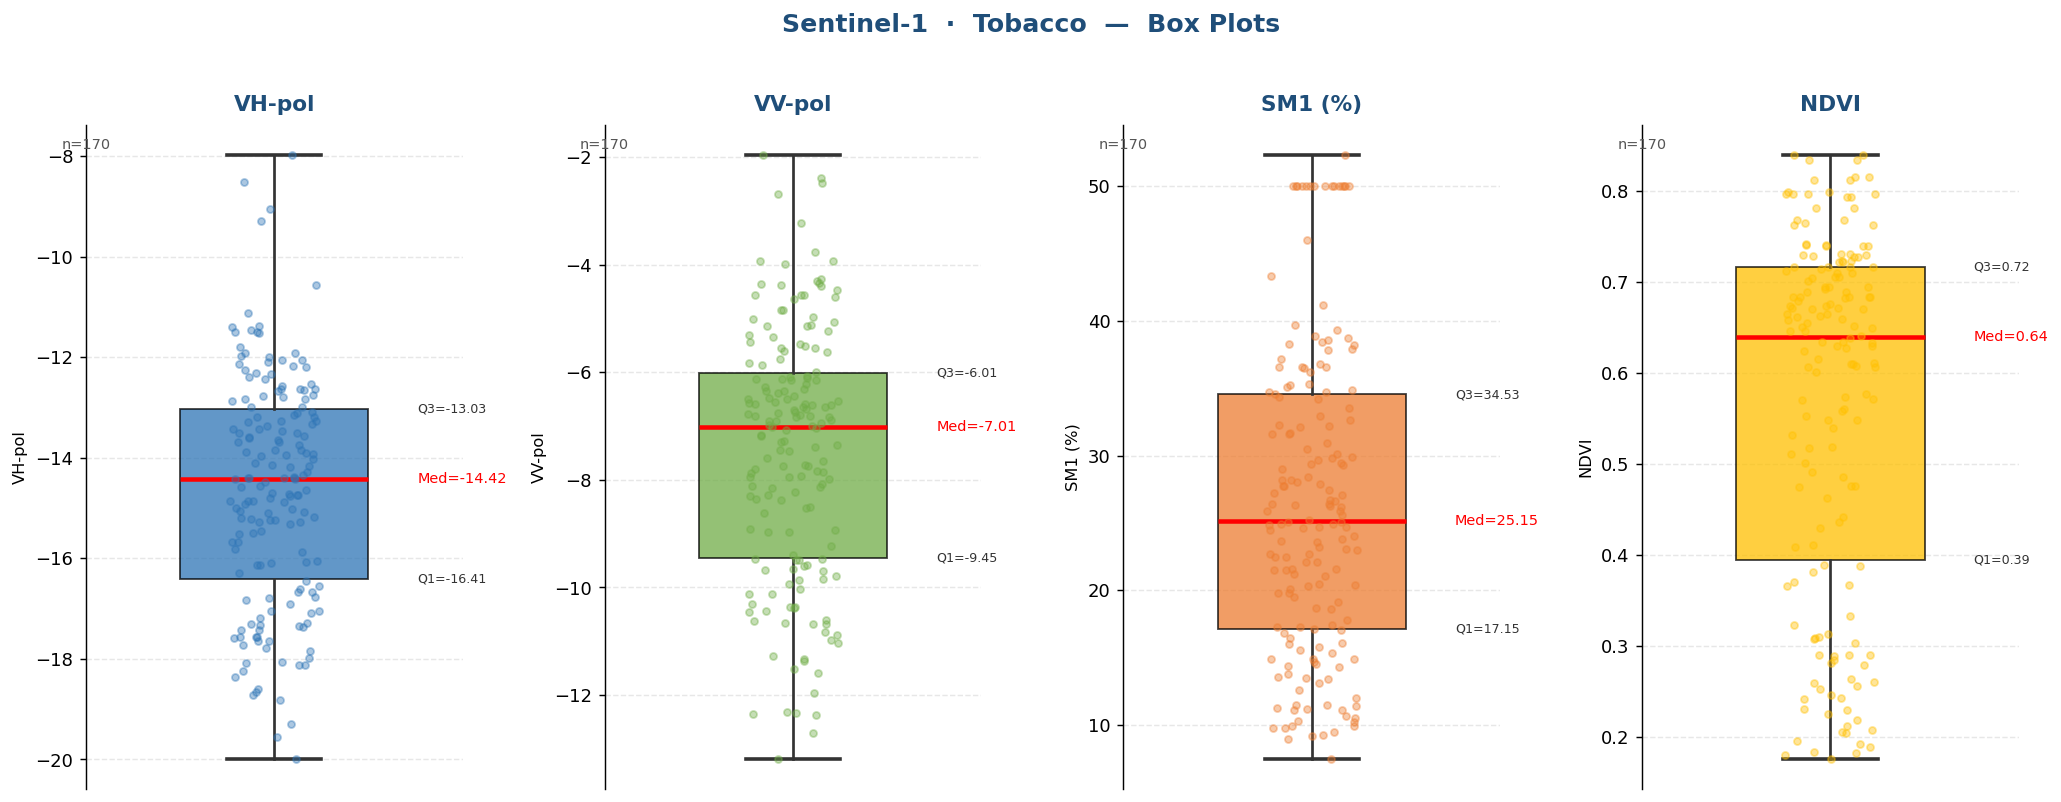 Sentinel-1 · Tobacco — Box Plots
VH-pol
n=170
−8
−10
−12
−14
−16
−18
−20
VH-pol
Q3=-13.03
Med=-14.42
Q1=-16.41
VV-pol
n=170
−2
−4
−6
−8
−10
−12
VV-pol
Q3=-6.01
Med=-7.01
Q1=-9.45
SM1 (%)
n=170
50
40
30
20
10
SM1 (%)
Q3=34.53
Med=25.15
Q1=17.15
NDVI
n=170
0.8
0.7
0.6
0.5
0.4
0.3
0.2
NDVI
Q3=0.72
Med=0.64
Q1=0.39